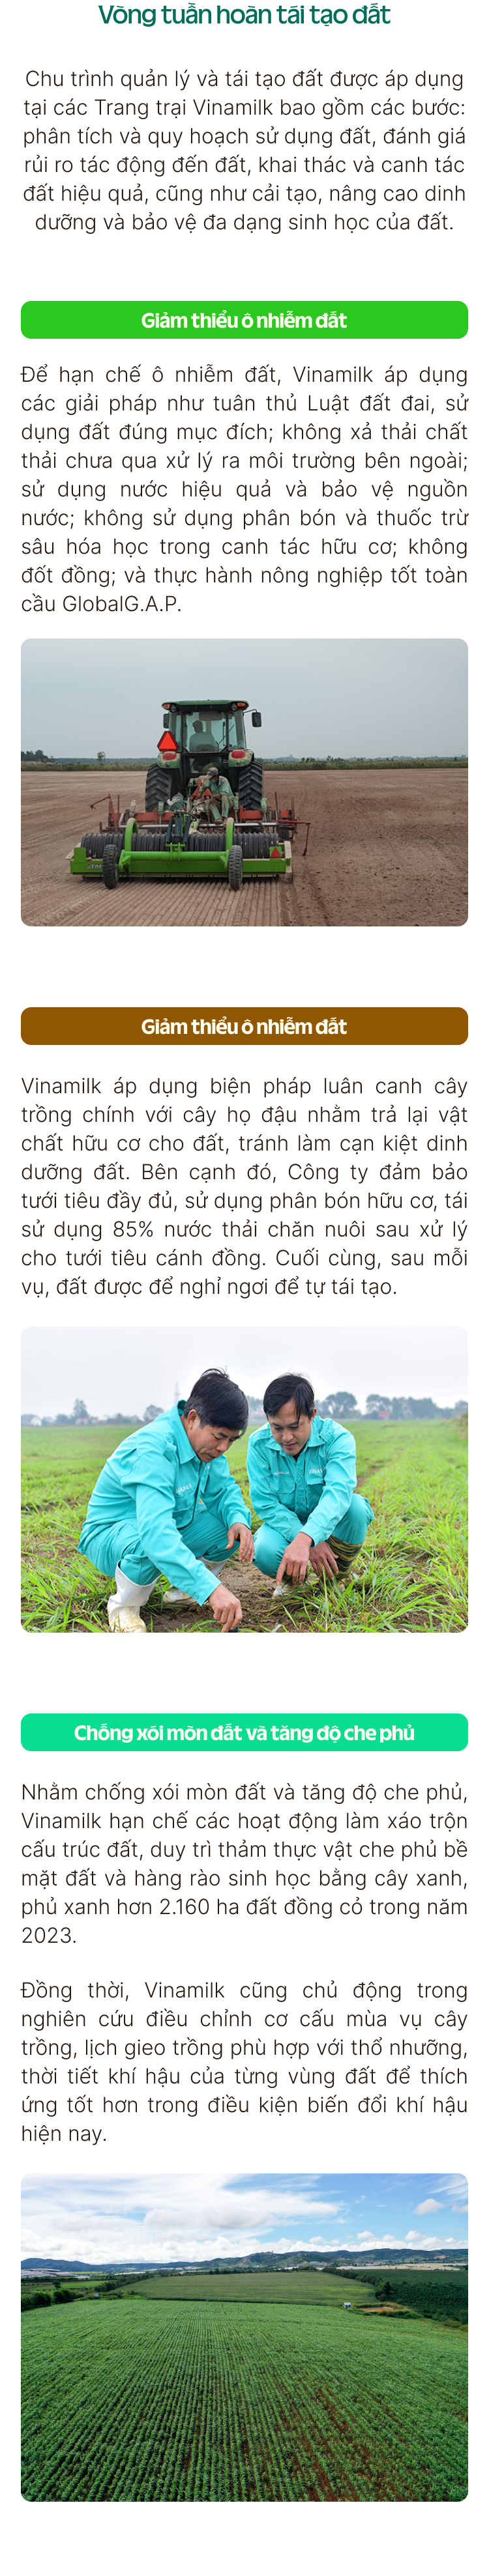 Vòng tuần hoàn tái tạo đất
Chu trình quản lý và tái tạo đất được áp dụng
tại các Trang trại Vinamilk bao gồm các bước:
phân tích và quy hoạch sử dụng đất, đánh giá
rủi ro tác động đến đất, khai thác và canh tác
đất hiệu quả, cũng như cải tạo, nâng cao dinh
dưỡng và bảo vệ đa dạng sinh học của đất.
Giảm thiểu ô nhiễm đất
Để hạn chế ô nhiễm đất, Vinamilk áp dụng
các giải pháp như tuân thủ Luật đất đai, sử
dụng đất đúng mục đích; không xả thải chất
thải chưa qua xử lý ra môi trường bên ngoài;
sử dụng nước hiệu quả và bảo vệ nguồn
nước; không sử dụng phân bón và thuốc trừ
sâu hóa học trong canh tác hữu cơ; không
đốt đồng; và thực hành nông nghiệp tốt toàn
cầu GlobalG.A.P.
Giảm thiểu ô nhiễm đất
Vinamilk áp dụng biện pháp luân canh cây
trồng chính với cây họ đậu nhằm trả lại vật
chất hữu cơ cho đất, tránh làm cạn kiệt dinh
dưỡng đất. Bên cạnh đó, Công ty đảm bảo
tưới tiêu đầy đủ, sử dụng phân bón hữu cơ, tái
sử dụng 85% nước thải chăn nuôi sau xử lý
cho tưới tiêu cánh đồng. Cuối cùng, sau mỗi
vụ, đất được để nghỉ ngơi để tự tái tạo.
Chống xói mòn đất và tăng độ che phủ
Nhằm chống xói mòn đất và tăng độ che phủ,
Vinamilk hạn chế các hoạt động làm xáo trộn
cấu trúc đất, duy trì thảm thực vật che phủ bề
mặt đất và hàng rào sinh học bằng cây xanh,
phủ xanh hơn 2.160 ha đất đồng cỏ trong năm
2023.
Đồng thời, Vinamilk cũng chủ động trong
nghiên cứu điều chỉnh cơ cấu mùa vụ cây
trồng, lịch gieo trồng phù hợp với thổ nhưỡng,
thời tiết khí hậu của từng vùng đất để thích
ứng tốt hơn trong điều kiện biến đổi khí hậu
hiện nay.